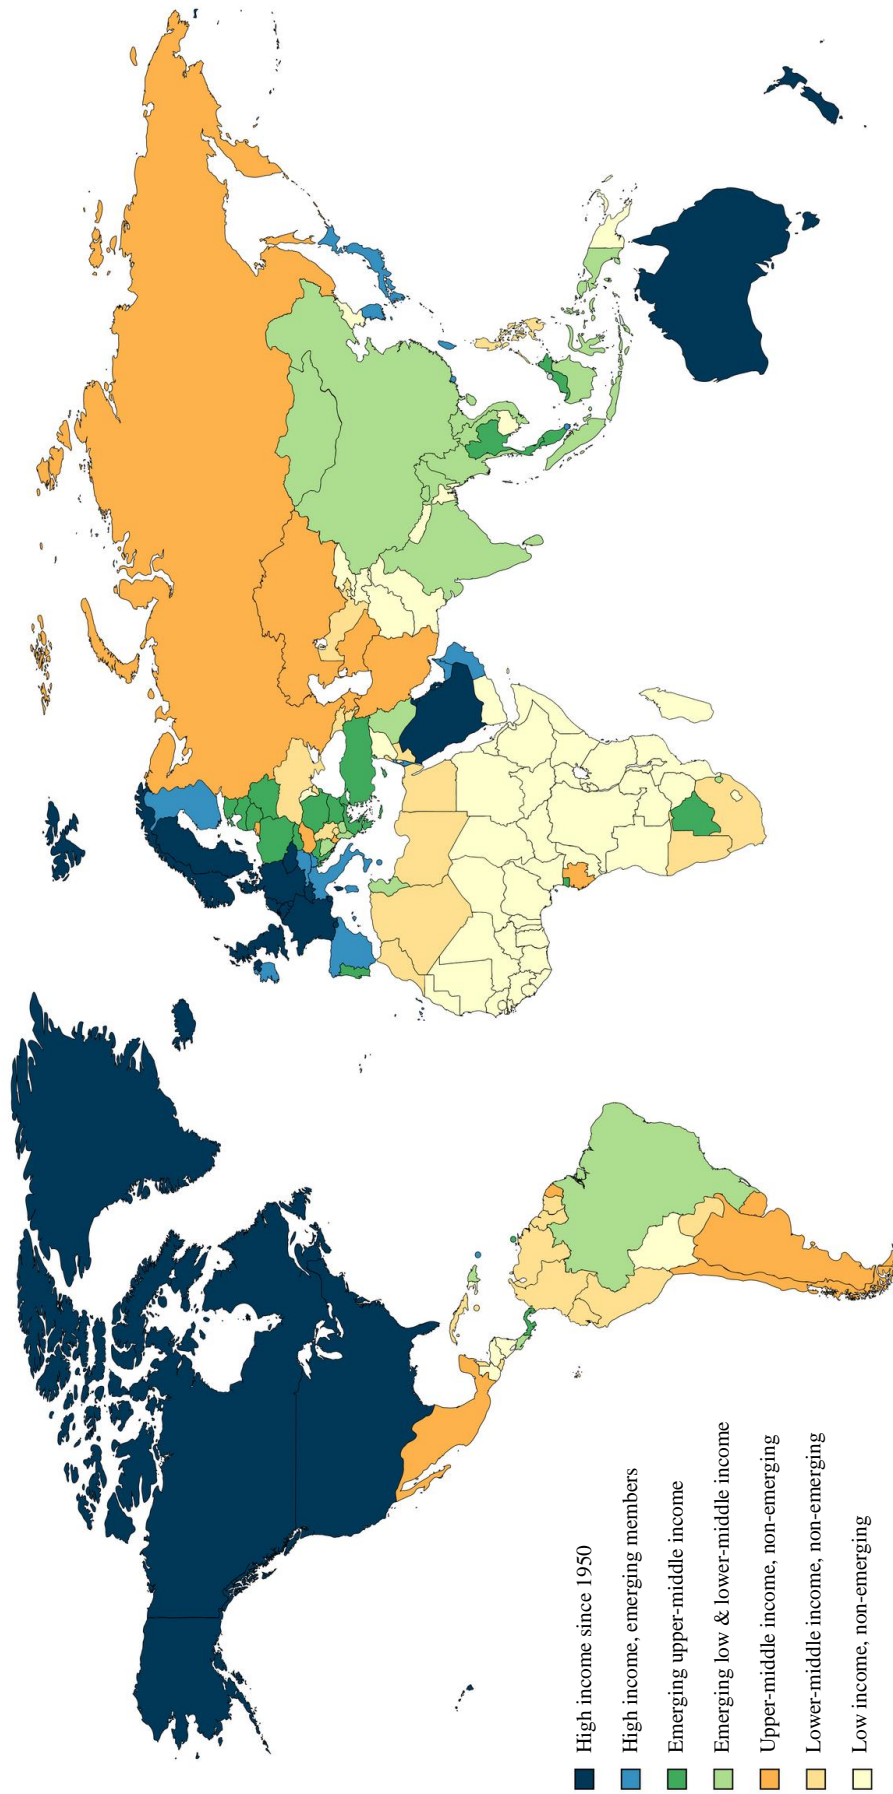 High income since 1950
High income, emerging members
Emerging upper-middle income
Emerging low & lower-middle income
Upper-middle income, non-emerging
Lower-middle income, non-emerging
Low income, non-emerging